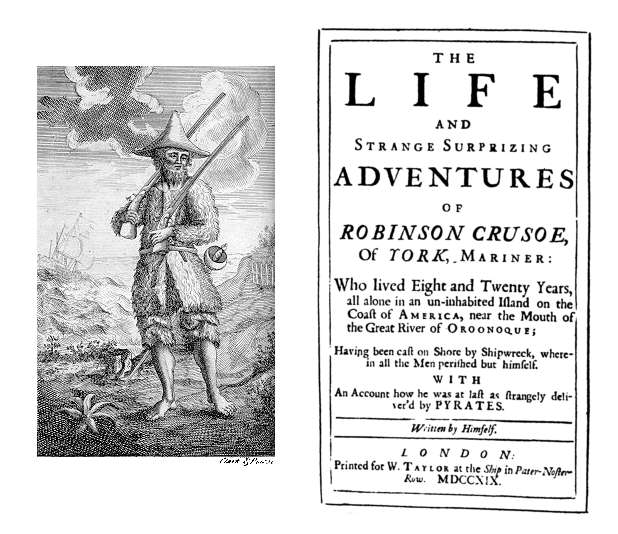 Clark & Pine
THE
LIFE
AND
STRANGE SURPRIZING
ADVENTURES
OF
ROBINSON CRUSOE,
Of YORK, MARINER:
Who lived Eight and Twenty Years,
all alone in an un-inhabited Iſland on the
Coaſt of AMERICA, near the Mouth of
the Great River of OROONOQUE;
Having been caſt on Shore by Shipwreck, where-
in all the Men periſhed but himſelf.
WITH
An Account how he was at laſt as ſtrangely deli-
ver'd by PYRATES.
Written by Himſelf.
LONDON:
Printed for W. TAYLOR at the Ship in Pater-Noſter-
Row. MDCCXIX.